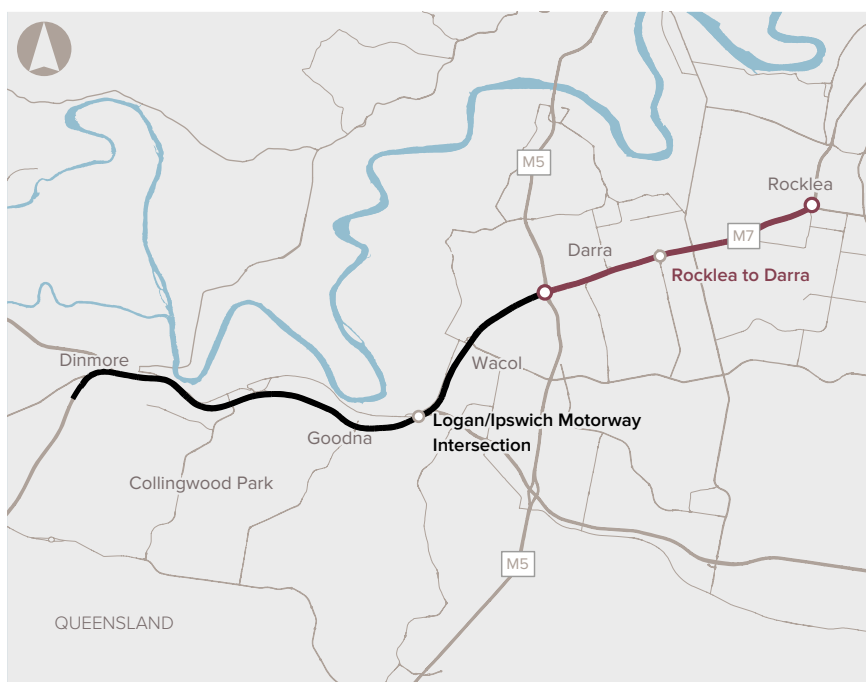 M5
Rocklea
M7
Darra
Rocklea to Darra
Dinmore
Wacol
Logan/Ipswich Motorway
Intersection
Goodna
Collingwood Park
M5
QUEENSLAND